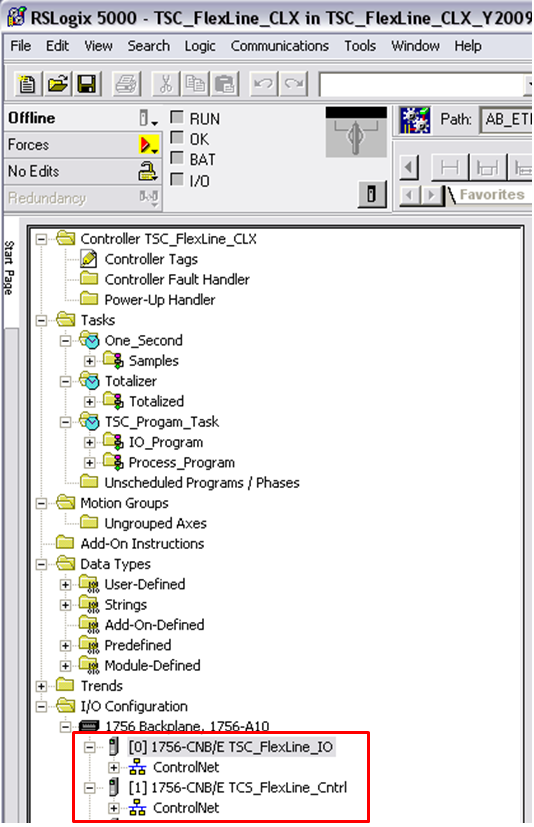 RSLogix 5000 - TSC_FlexLine_CLX in TSC_FlexLine_CLX_Y2009
File Edit View Search Logic Communications Tools Window Help
Offline
RUN
Path: AB_ET
Forces
OK
No Edits
BAT
Redundancy
I/O
Favorites
Start Page
Controller TSC_FlexLine_CLX
Controller Tags
Controller Fault Handler
Power-Up Handler
Tasks
One_Second
Samples
Totalizer
Totalized
TSC_Progam_Task
IO_Program
Process_Program
Unscheduled Programs / Phases
Motion Groups
Ungrouped Axes
Add-On Instructions
Data Types
User-Defined
Strings
Add-On-Defined
Predefined
Module-Defined
Trends
I/O Configuration
1756 Backplane, 1756-A10
[0] 1756-CNB/E TSC_FlexLine_IO
ControlNet
[1] 1756-CNB/E TCS_FlexLine_Cntrl
ControlNet